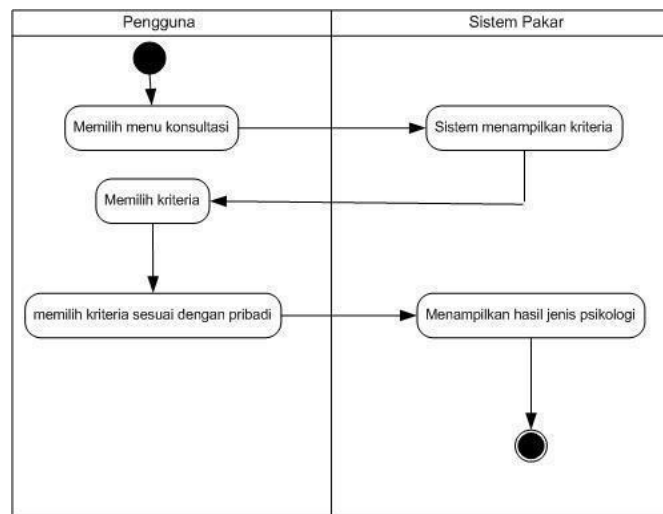 Pengguna
Sistem Pakar
Memilih menu konsultasi
Sistem menampilkan kriteria
Memilih kriteria
memilih kriteria sesuai dengan pribadi
Menampilkan hasil jenis psikologi